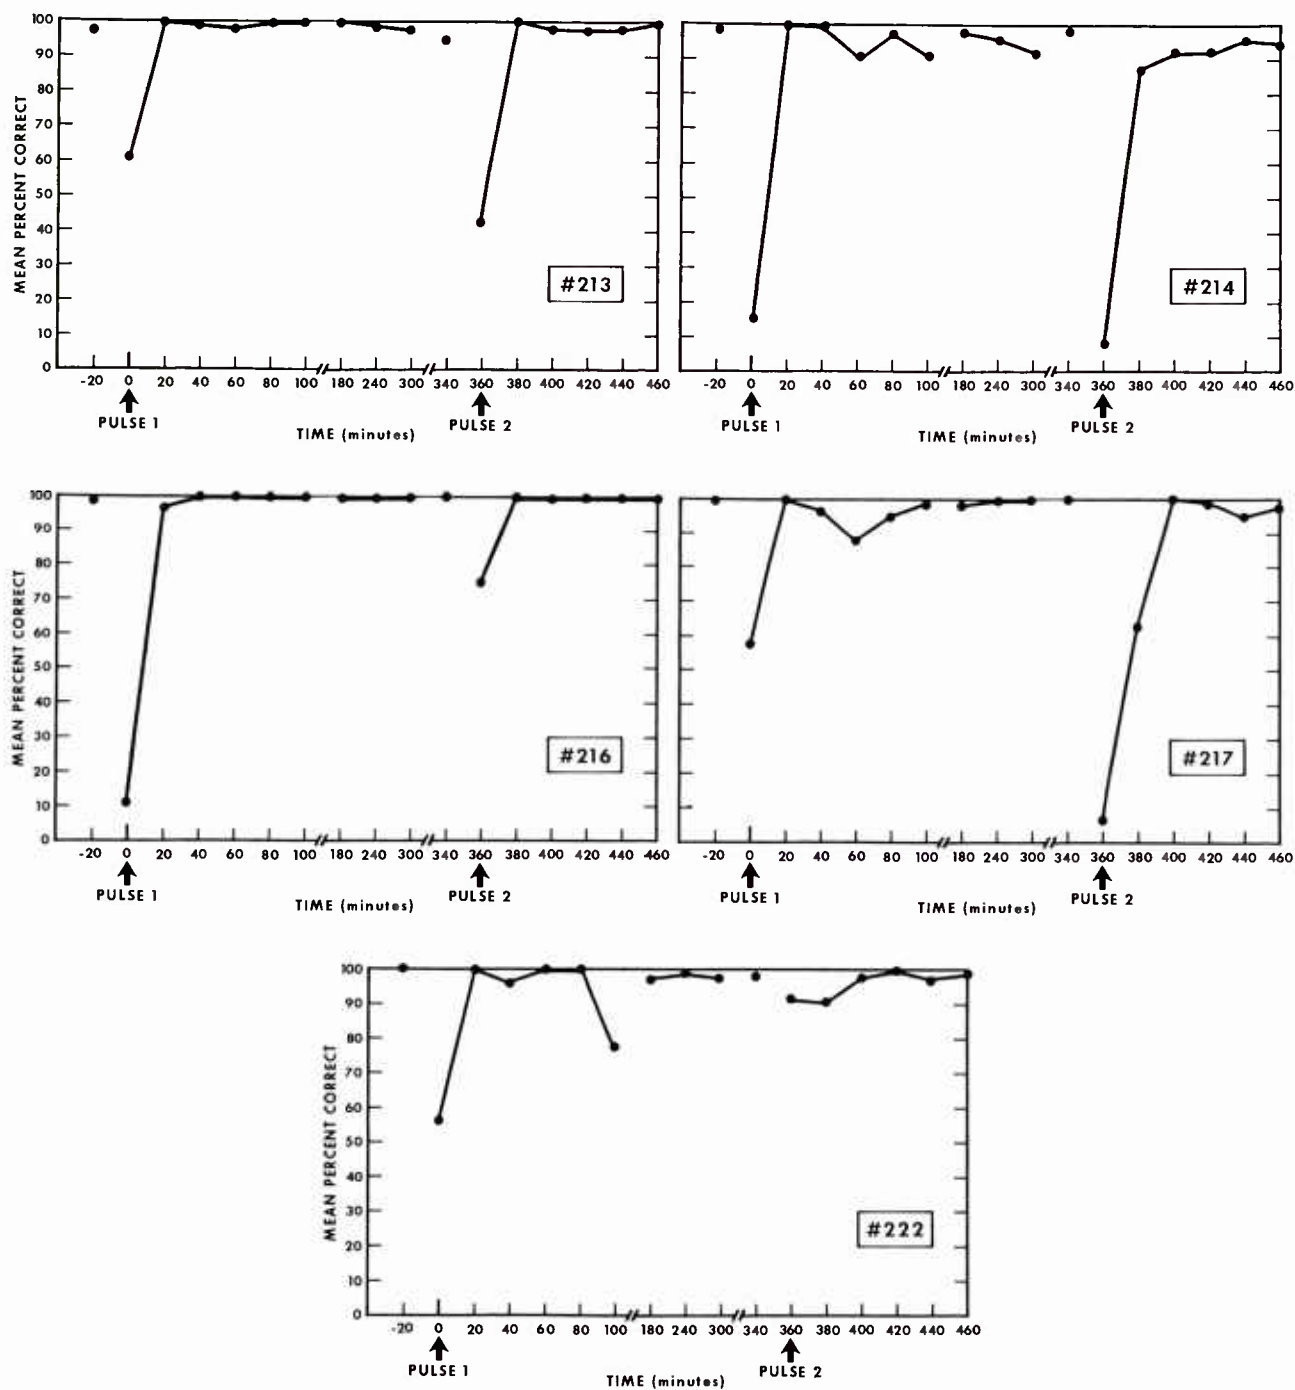 MEAN PERCENT CORRECT
100
90
80
70
60
50
40
30
20
10
0
-20 0 20 40 60 80 100 180 240 300 340 360 380 400 420 440 460
PULSE 1
PULSE 2
TIME (minutes)
#213
-20 0 20 40 60 80 100 180 240 300 340 360 380 400 420 440 460
PULSE 1
PULSE 2
TIME (minutes)
#214
MEAN PERCENT CORRECT
100
90
80
70
60
50
40
30
20
10
0
-20 0 20 40 60 80 100 180 240 300 340 360 380 400 420 440 460
PULSE 1
PULSE 2
TIME (minutes)
#216
-20 0 20 40 60 80 100 180 240 300 340 360 380 400 420 440 460
PULSE 1
PULSE 2
TIME (minutes)
#217
MEAN PERCENT CORRECT
100
90
80
70
60
50
40
30
20
10
0
-20 0 20 40 60 80 100 180 240 300 340 360 380 400 420 440 460
PULSE 1
PULSE 2
TIME (minutes)
#222